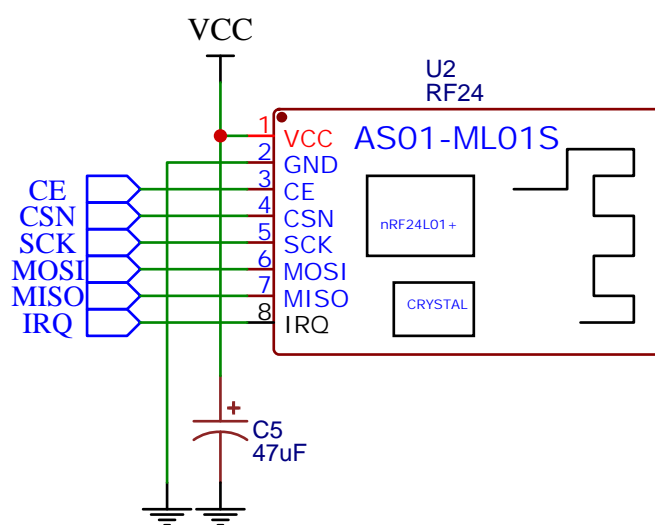 VCC
U2
RF24
AS01-ML01S
1 VCC
2 GND
CE 3 CE
CSN 4 CSN
SCK 5 SCK
MOSI 6 MOSI
MISO 7 MISO
IRQ 8 IRQ
nRF24L01+
CRYSTAL
+
C5
47uF